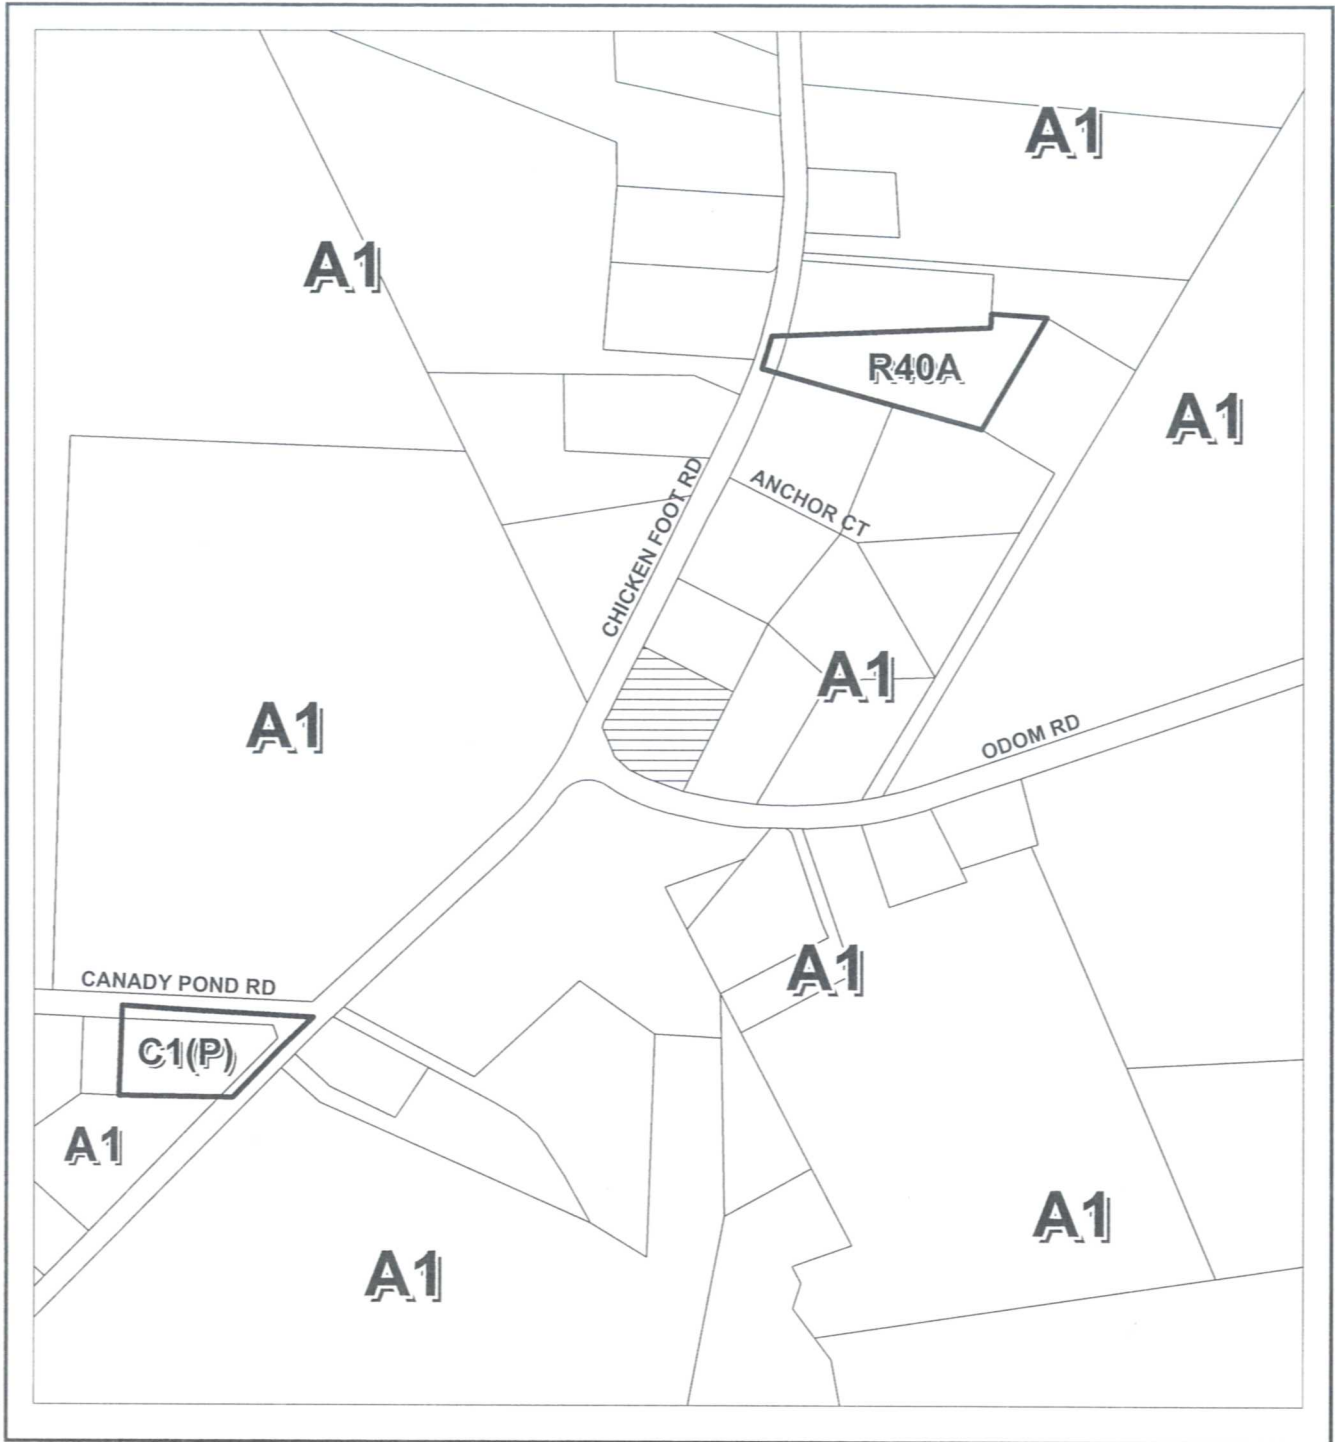 A1
A1
R40A
A1
CHICKEN FOOT RD
ANCHOR CT
A1
A1
ODOM RD
A1
CANADY POND RD
C1(P)
A1
A1
A1